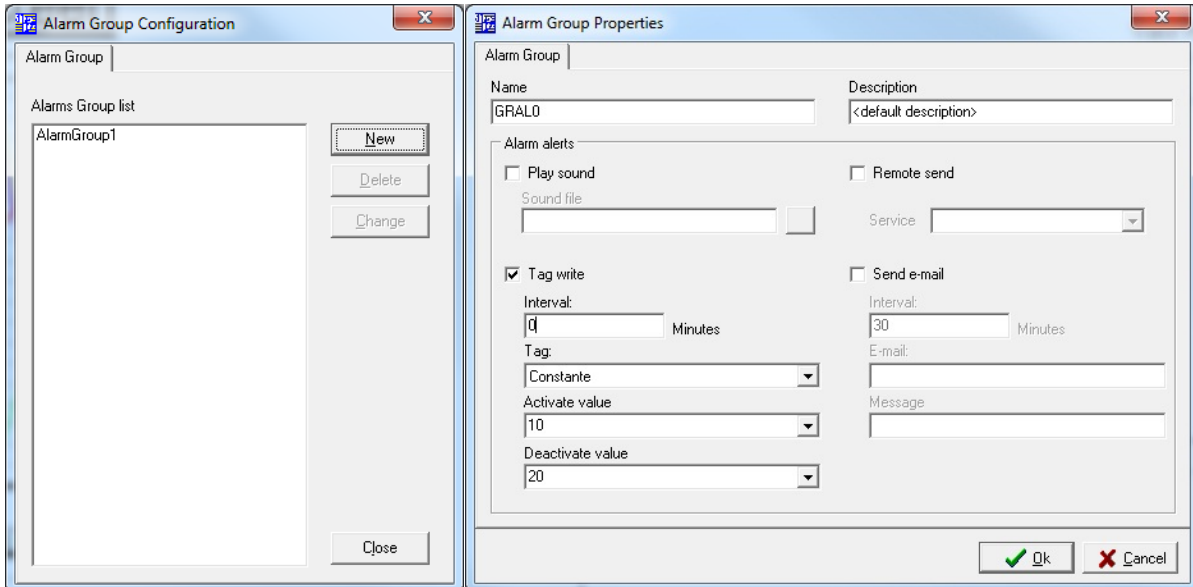 Alarm Group Configuration
Alarm Group
Alarms Group list
AlarmGroup1
New
Delete
Change
Close
Alarm Group Properties
Alarm Group
Name
Description
GRAL0
<default description>
Alarm alerts
Play sound
Remote send
Sound file
Service
Tag write
Send e-mail
Interval:
Interval:
0
Minutes
30
Minutes
Tag:
E-mail:
Constante
Activate value
Message
10
Deactivate value
20
Ok
Cancel